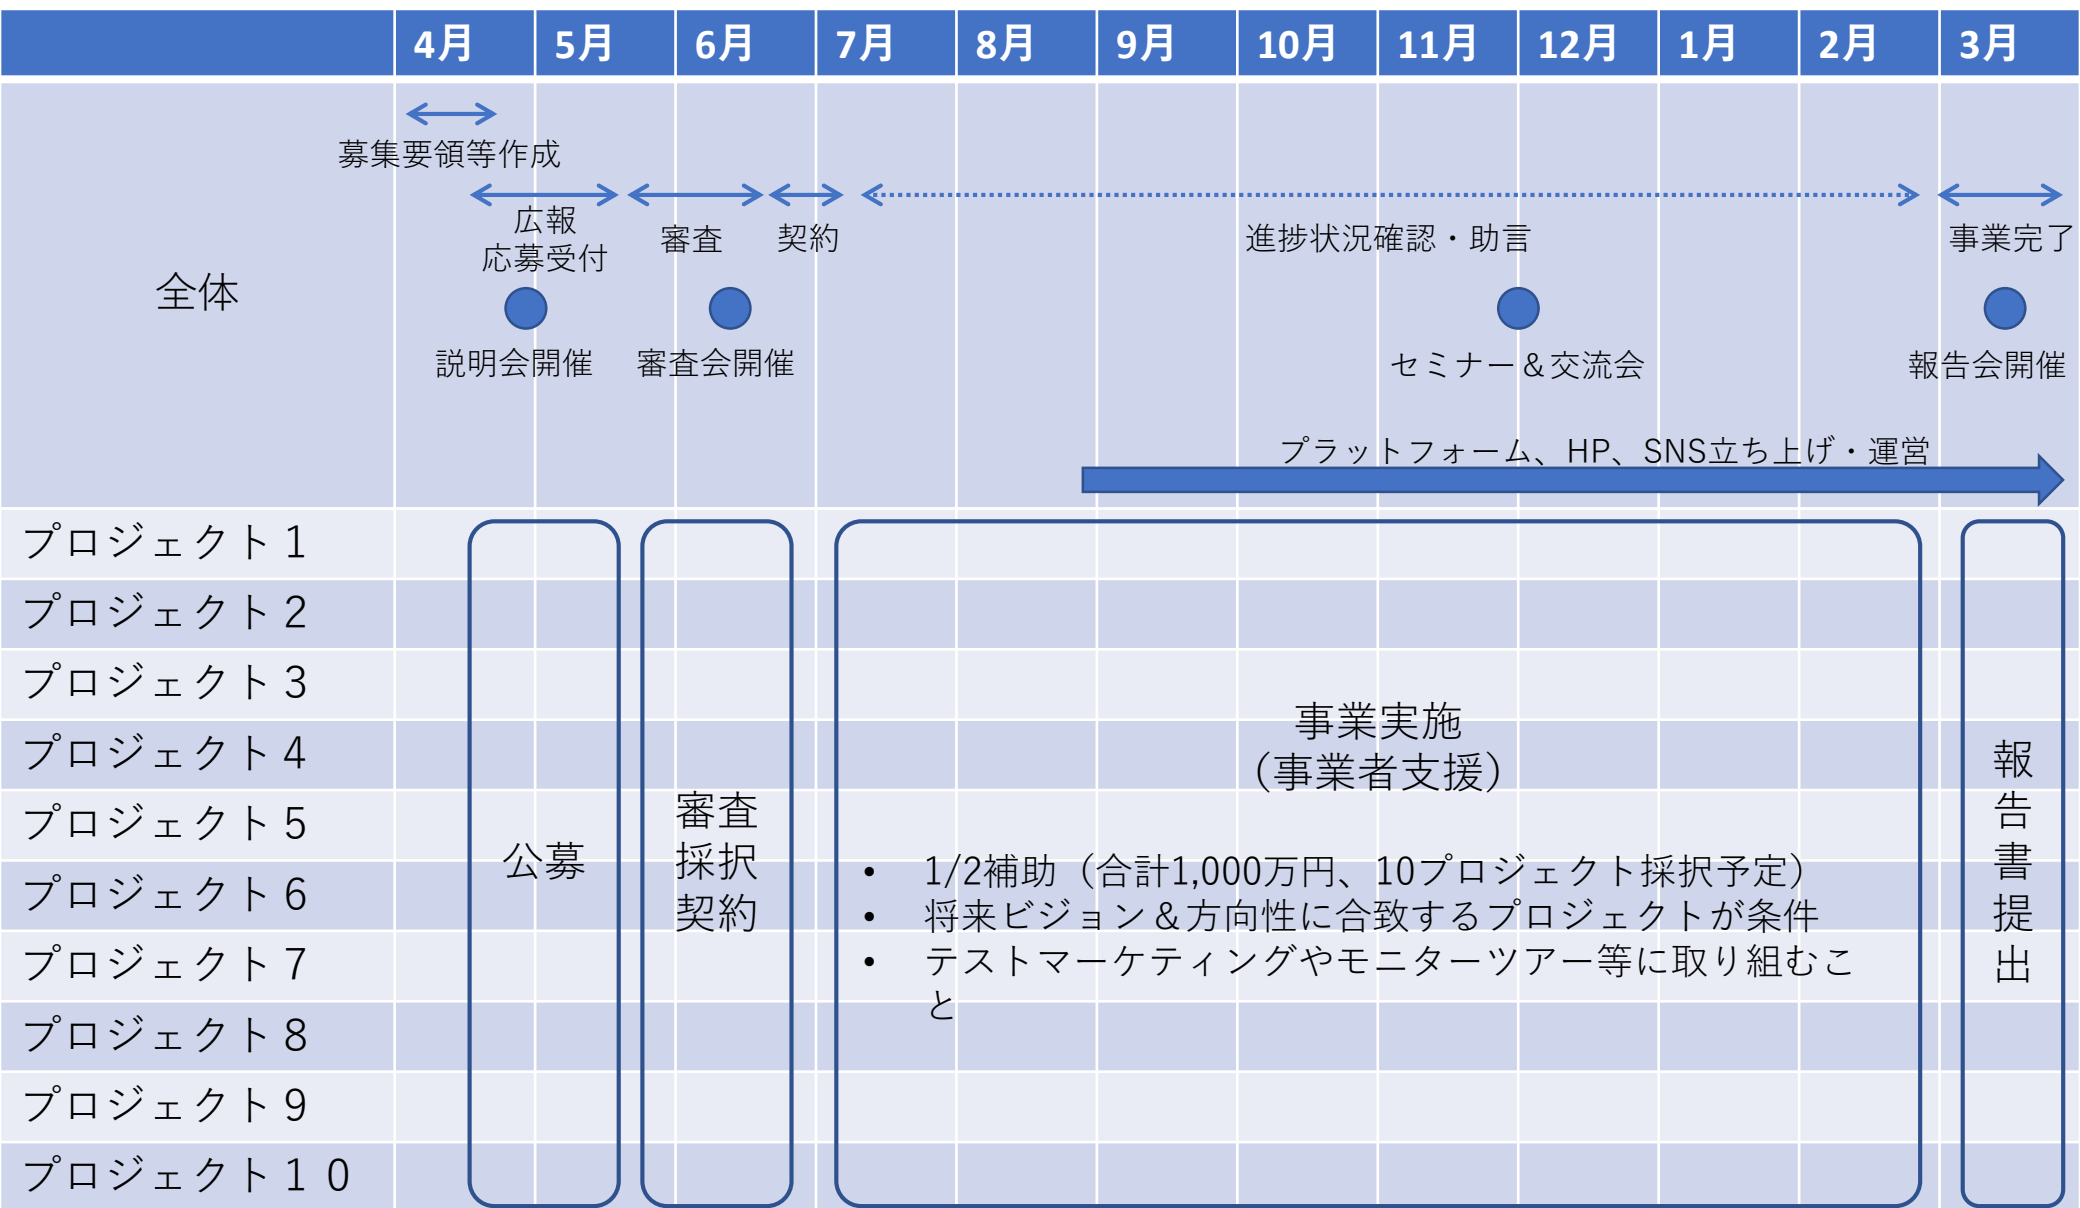 4月 5月 6月 7月 8月 9月 10月 11月 12月 1月 2月 3月
全体
募集要領等作成
広報
応募受付
審査
契約
進捗状況確認・助言
事業完了
説明会開催
審査会開催
セミナー＆交流会
報告会開催
プラットフォーム、HP、SNS立ち上げ・運営
プロジェクト１
プロジェクト２
プロジェクト３
プロジェクト４
プロジェクト５
プロジェクト６
プロジェクト７
プロジェクト８
プロジェクト９
プロジェクト１０
公募
審査
採択
契約
事業実施
（事業者支援）
• 1/2補助（合計1,000万円、10プロジェクト採択予定）
• 将来ビジョン＆方向性に合致するプロジェクトが条件
• テストマーケティングやモニターツアー等に取り組むこ
と
報告書提出